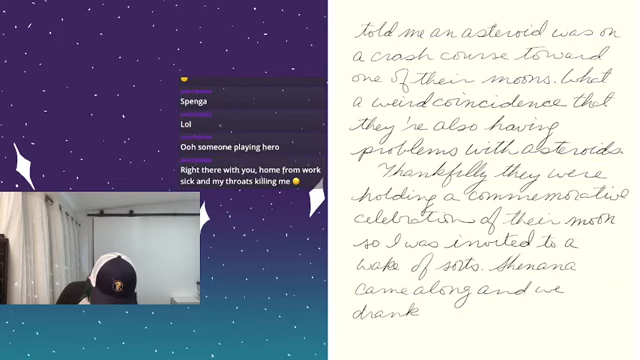 Spenga
Lol
Ooh someone playing hero
Right there with you, home from work
sick and my throats killing me 😕
told me an asteroid was on
a crash course toward
one of their moons. What
a weird coincidence that
they're also having
problems with asteroids.
Thankfully they were
holding a commemorative
celebration of their moon
so I was invited to a
wake of sorts. Shenana
came along and we
drank